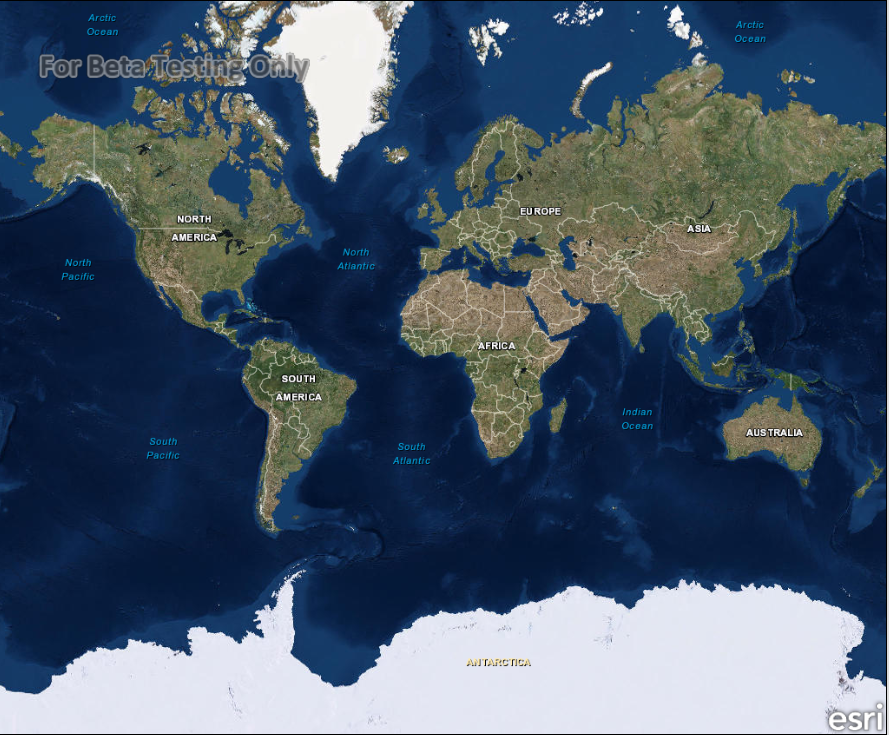 Arctic
Ocean
Arctic
Ocean
For Beta Testing Only
NORTH
AMERICA
EUROPE
ASIA
North
Atlantic
North
Pacific
AFRICA
SOUTH
AMERICA
Indian
Ocean
AUSTRALIA
South
Pacific
South
Atlantic
ANTARCTICA
esri